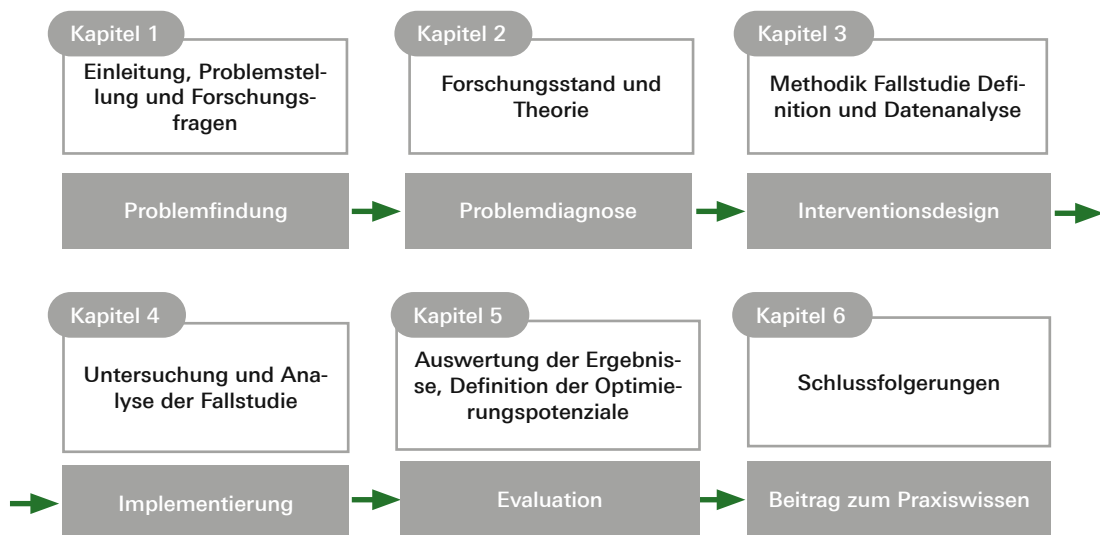 Kapitel 1
Einleitung, Problemstel-
lung und Forschungs-
fragen
Problemfindung
Kapitel 2
Forschungsstand und
Theorie
Problemdiagnose
Kapitel 3
Methodik Fallstudie Defi-
nition und Datenanalyse
Interventionsdesign
Kapitel 4
Untersuchung und Ana-
lyse der Fallstudie
Implementierung
Kapitel 5
Auswertung der Ergebnis-
se, Definition der Optimie-
rungspotenziale
Evaluation
Kapitel 6
Schlussfolgerungen
Beitrag zum Praxiswissen